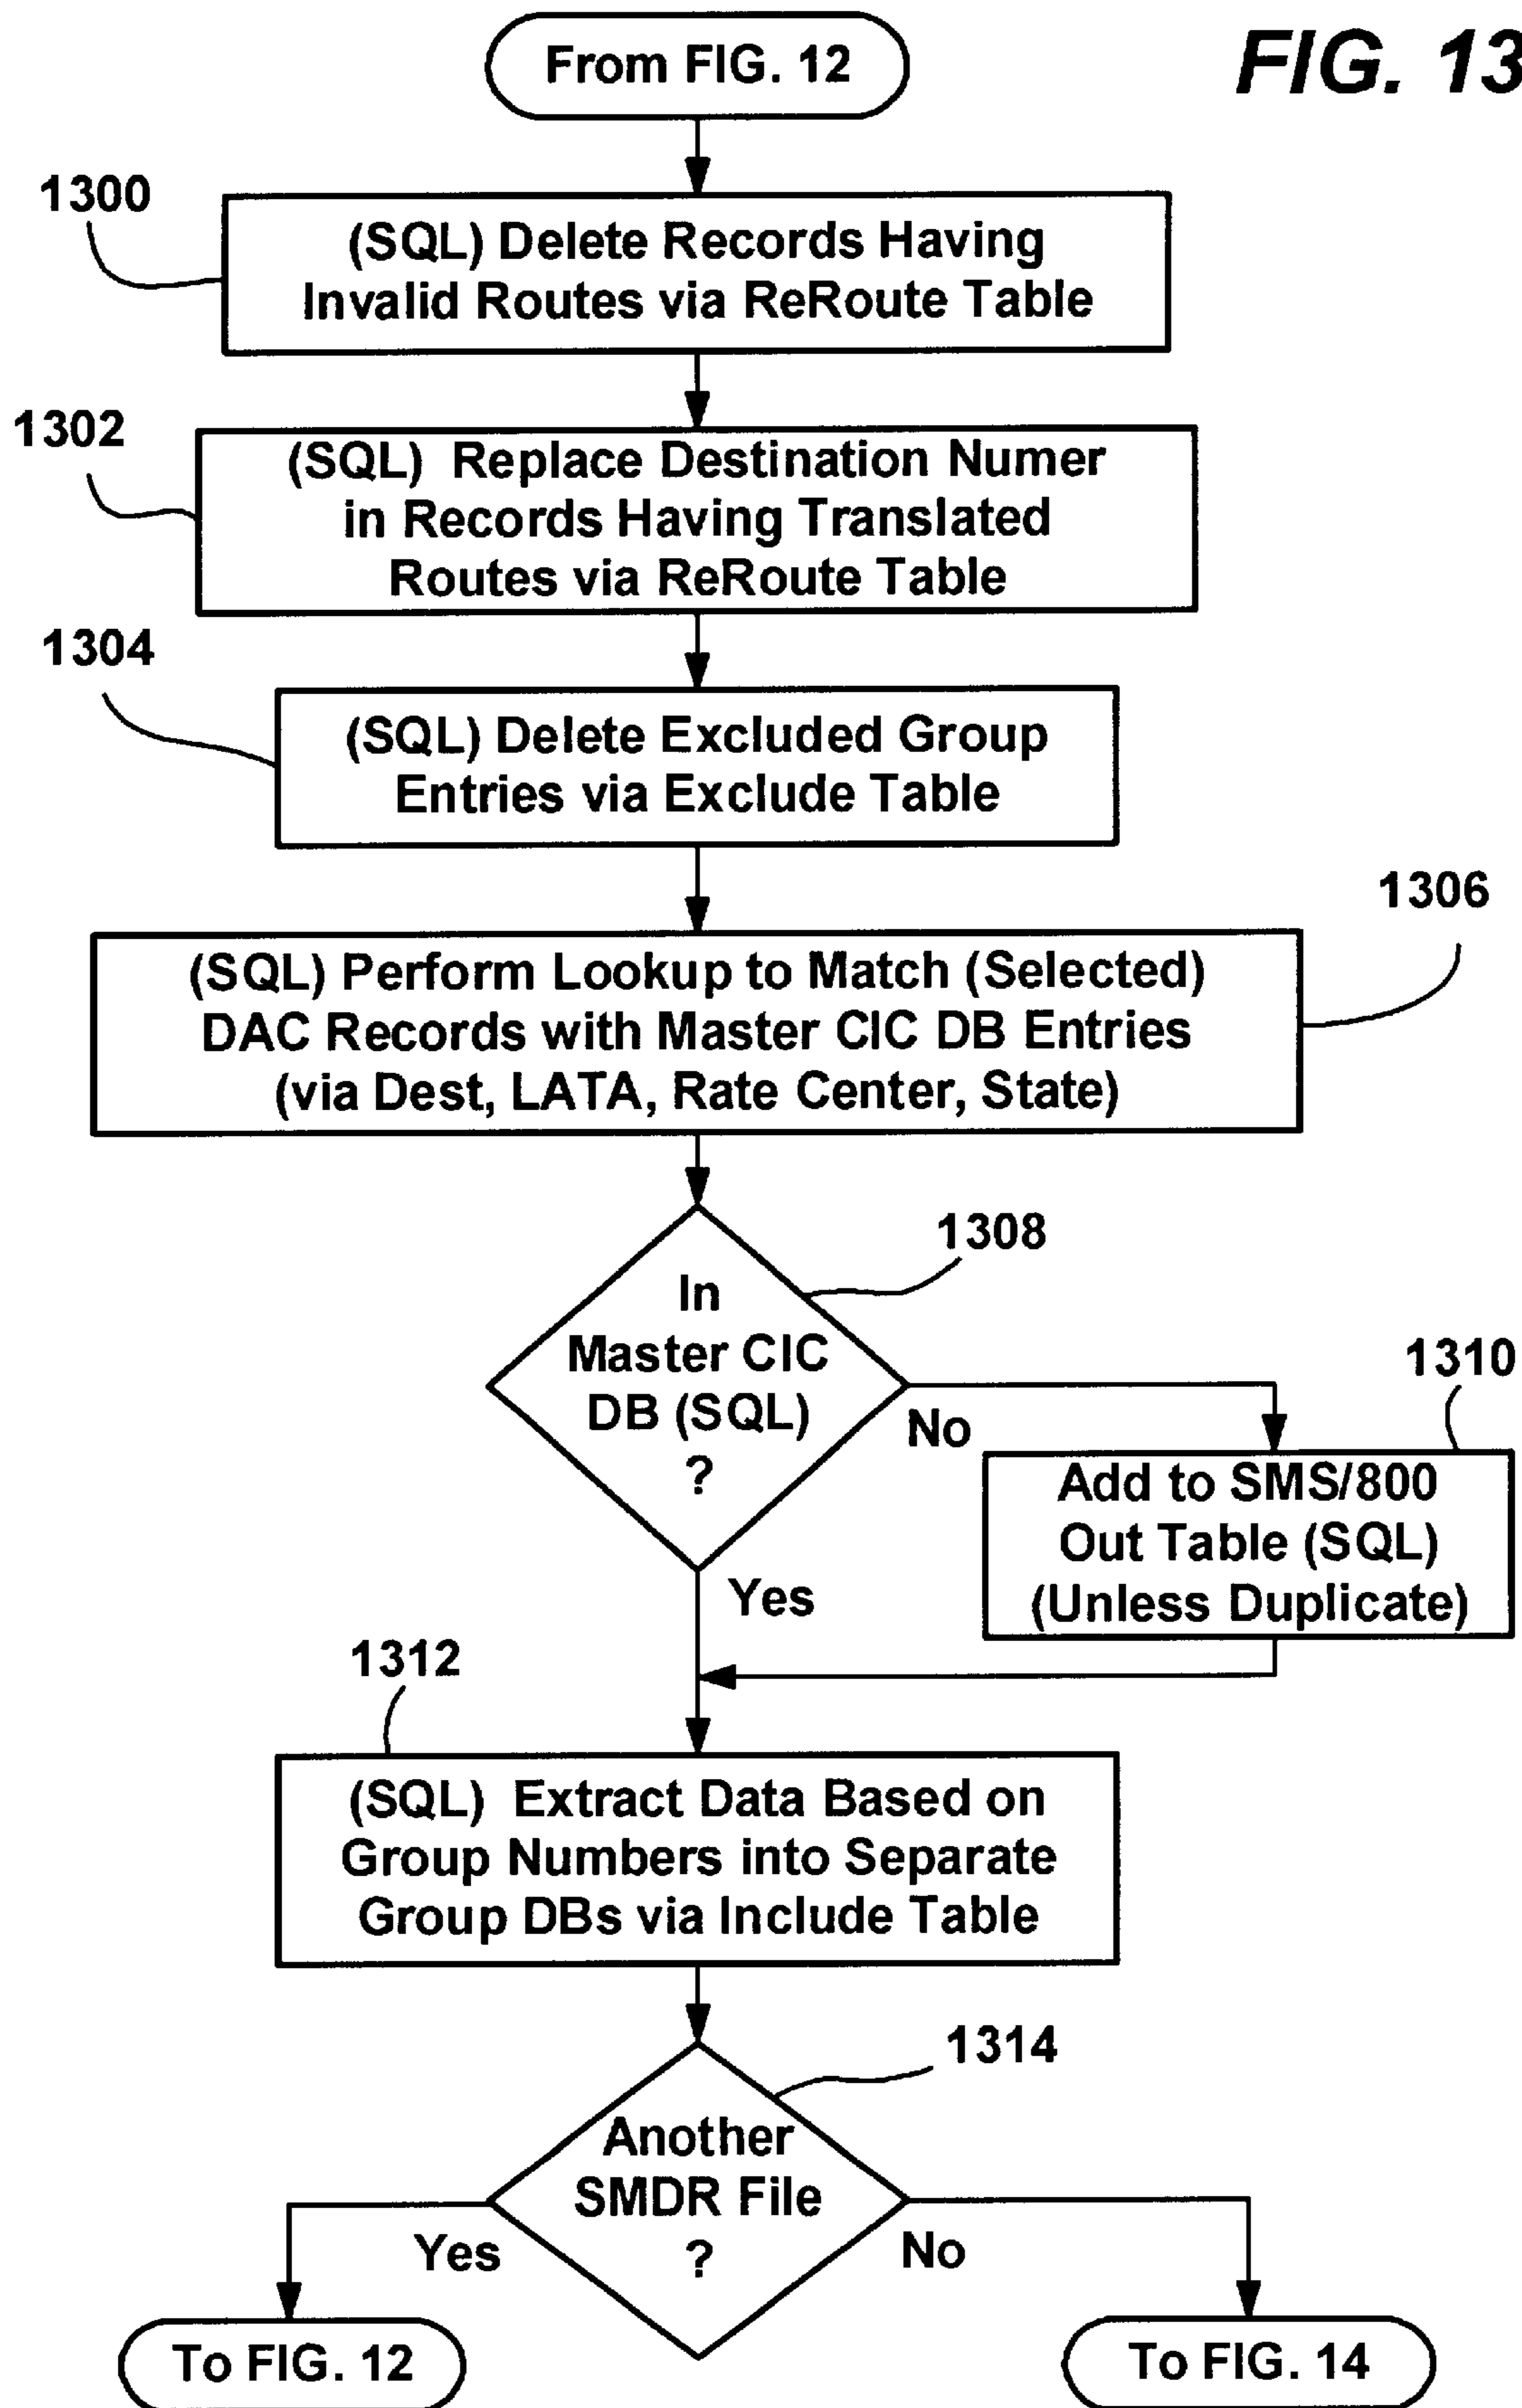 From FIG. 12
FIG. 13
1300
(SQL) Delete Records Having
Invalid Routes via ReRoute Table
1302
(SQL) Replace Destination Numer
in Records Having Translated
Routes via ReRoute Table
1304
(SQL) Delete Excluded Group
Entries via Exclude Table
1306
(SQL) Perform Lookup to Match (Selected)
DAC Records with Master CIC DB Entries
(via Dest, LATA, Rate Center, State)
1308
In
Master CIC
DB (SQL)
?
No
1310
Add to SMS/800
Out Table (SQL)
(Unless Duplicate)
Yes
1312
(SQL) Extract Data Based on
Group Numbers into Separate
Group DBs via Include Table
1314
Another
SMDR File
?
Yes
No
To FIG. 12
To FIG. 14